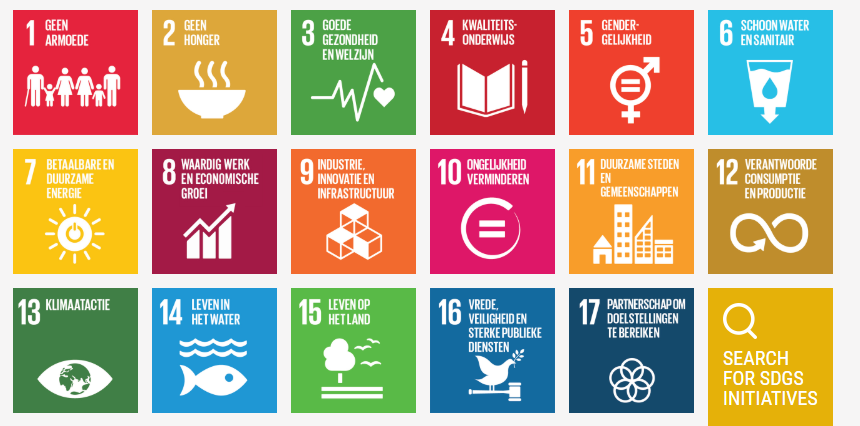 1 GEEN
ARMOEDE
2 GEEN
HONGER
3 GOEDE
GEZONDHEID
EN WELZIJN
4 KWALITEITS-
ONDERWIJS
5 GENDER-
GELIJKHEID
6 SCHOON WATER
EN SANITAIR
7 BETAALBARE EN
DUURZAME
ENERGIE
8 WAARDIG WERK
EN ECONOMISCHE
GROEI
9 INDUSTRIE,
INNOVATIE EN
INFRASTRUCTUUR
10 ONGELIJKHEID
VERMINDEREN
11 DUURZAME STEDEN
EN
GEMEENSCHAPPEN
12 VERANTWOORDE
CONSUMPTIE
EN PRODUCTIE
13 KLIMAATACTIE
14 LEVEN IN
HET WATER
15 LEVEN OP
HET LAND
16 VREDE,
VEILIGHEID EN
STERKE PUBLIEKE
DIENSTEN
17 PARTNERSCHAP OM
DOELSTELLINGEN
TE BEREIKEN
SEARCH
FOR SDGS
INITIATIVES